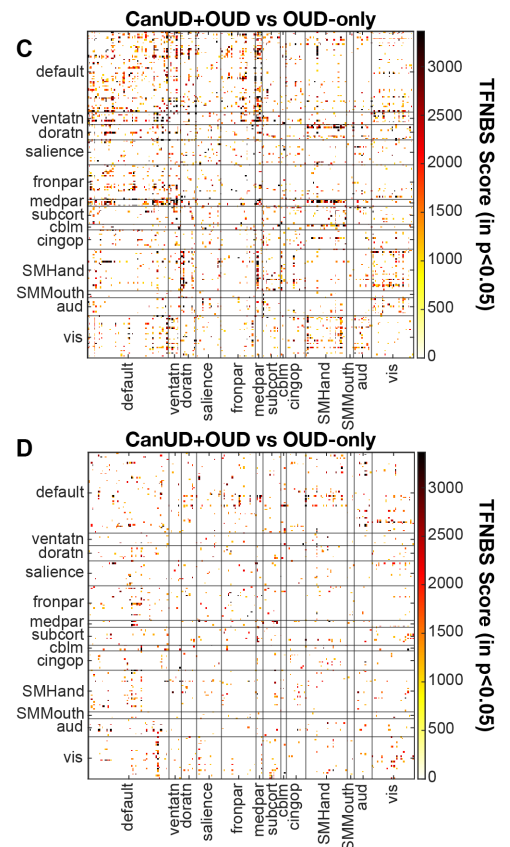 CanUD+OUD vs OUD-only
C
default
ventatn
doratn
salience
fronpar
medpar
subcort
cblm
cingop
SMHand
SMMouth
aud
vis
default
ventatn
doratn
salience
fronpar
medpar
subcort
cblm
cingop
SMHand
SMMouth
aud
vis
3000
2500
2000
1500
1000
500
0
TFNBS Score (in p<0.05)
CanUD+OUD vs OUD-only
D
default
ventatn
doratn
salience
fronpar
medpar
subcort
cblm
cingop
SMHand
SMMouth
aud
vis
default
ventatn
doratn
salience
fronpar
medpar
subcort
cblm
cingop
SMHand
SMMouth
aud
vis
3000
2500
2000
1500
1000
500
0
TFNBS Score (in p<0.05)